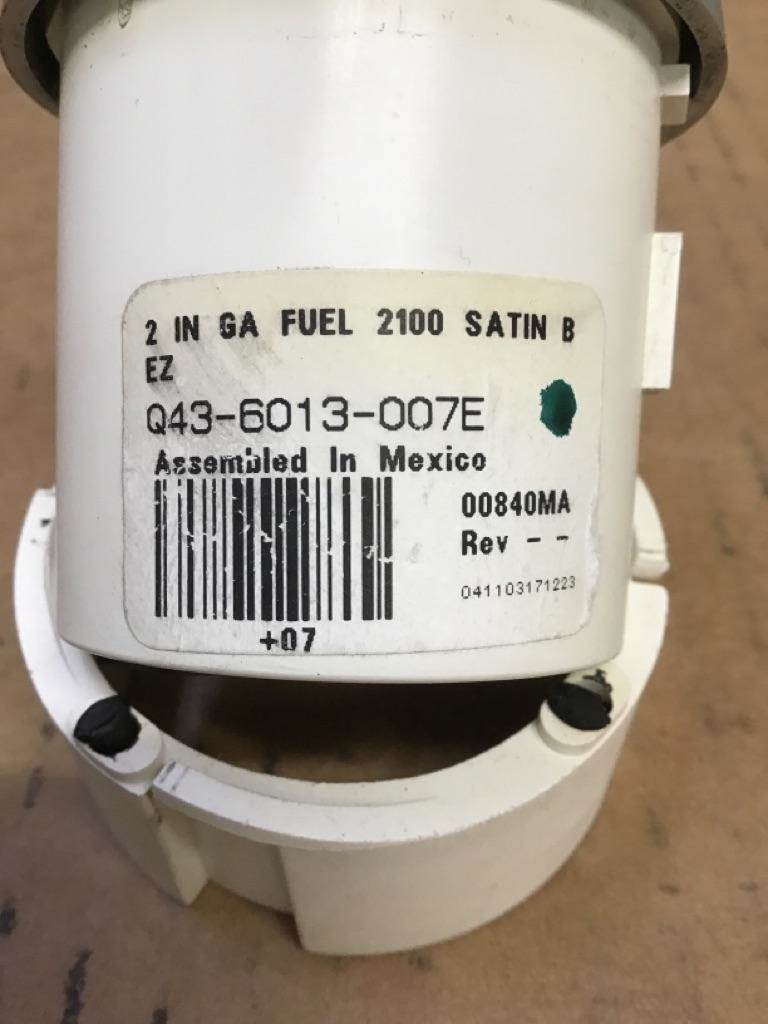 2 IN GA FUEL 2100 SATIN B
EZ
Q43-6013-007E
Assembled In Mexico
00840MA
Rev - -
041103171223
+07